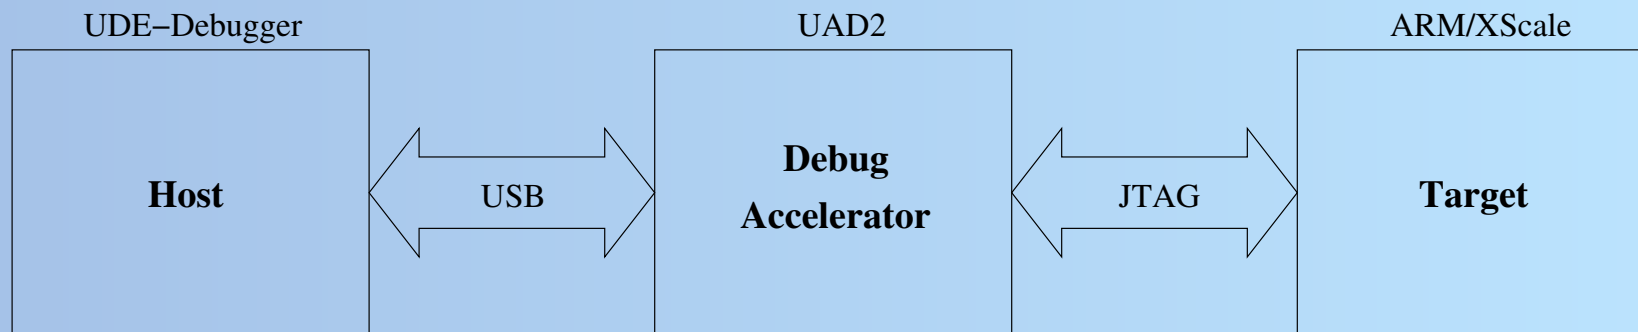 UDE−Debugger
UAD2
ARM/XScale
Host
USB
Debug
Accelerator
JTAG
Target